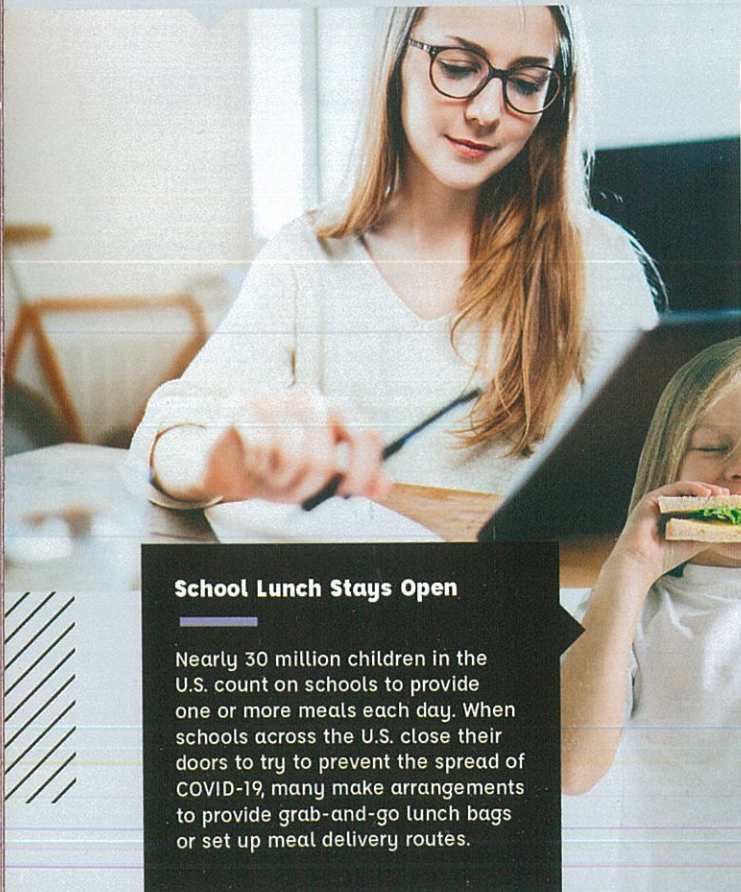 School Lunch Stays Open
Nearly 30 million children in the
U.S. count on schools to provide
one or more meals each day. When
schools across the U.S. close their
doors to try to prevent the spread of
COVID-19, many make arrangements
to provide grab-and-go lunch bags
or set up meal delivery routes.